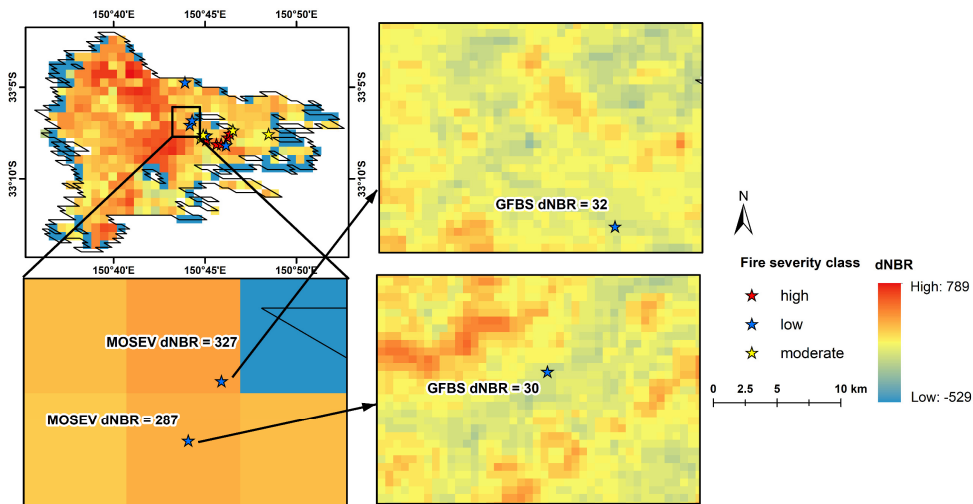 150°40'E 150°45'E 150°50'E
33°5'S
33°10'S
33°5'S
33°10'S
150°40'E 150°45'E 150°50'E
GFBS dNBR = 32
MOSEV dNBR = 327
MOSEV dNBR = 287
GFBS dNBR = 30
N
Fire severity class
high
low
moderate
0 2.5 5 10 km
dNBR
High: 789
Low: -529